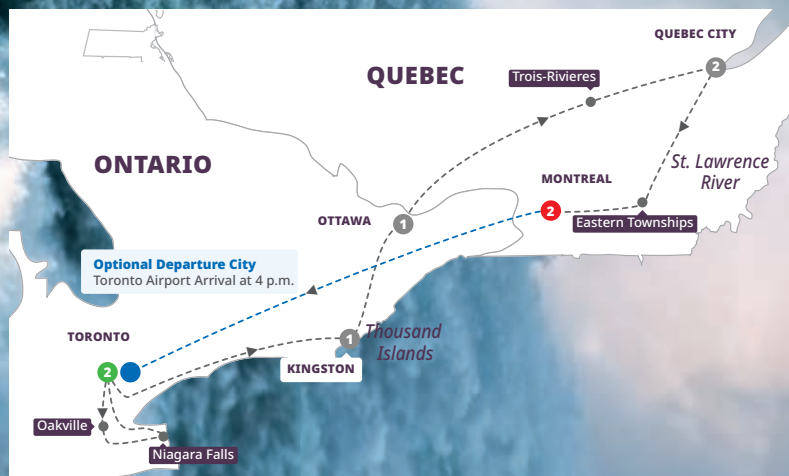 QUEBEC CITY
2
QUEBEC
Trois-Rivieres
ONTARIO
St. Lawrence
River
MONTREAL
2
OTTAWA
1
Eastern Townships
Optional Departure City
Toronto Airport Arrival at 4 p.m.
TORONTO
2
1
Thousand
Islands
KINGSTON
Oakville
Niagara Falls